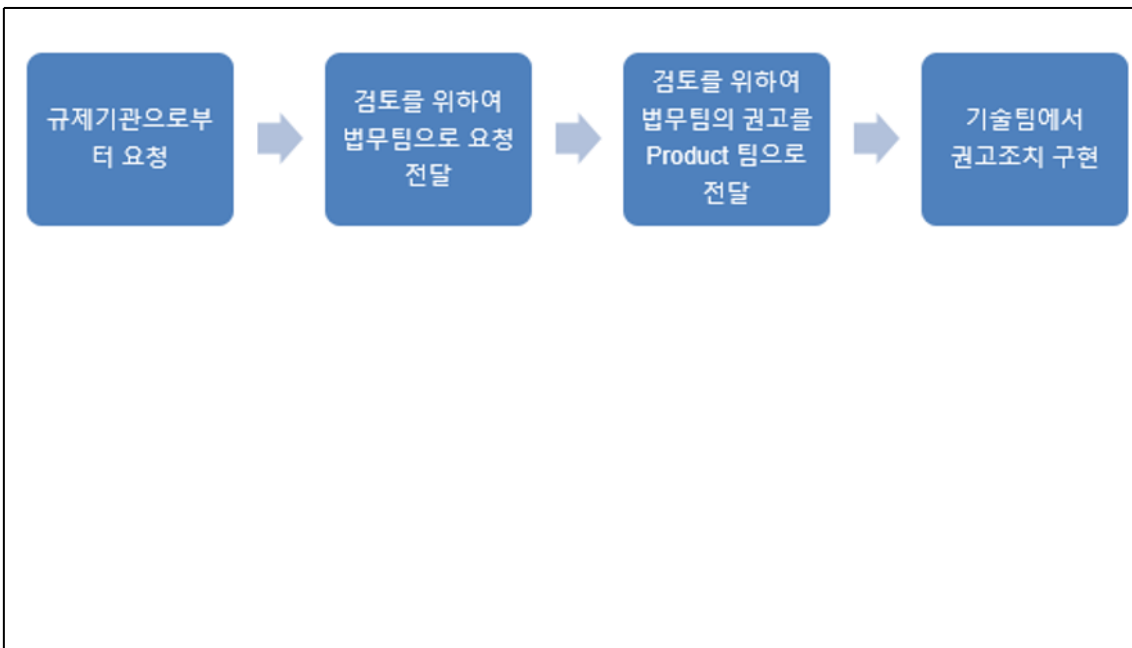 규제기관으로부
터 요청
검토를 위하여
법무팀으로 요청
전달
검토를 위하여
법무팀의 권고를
Product 팀으로
전달
기술팀에서
권고조치 구현